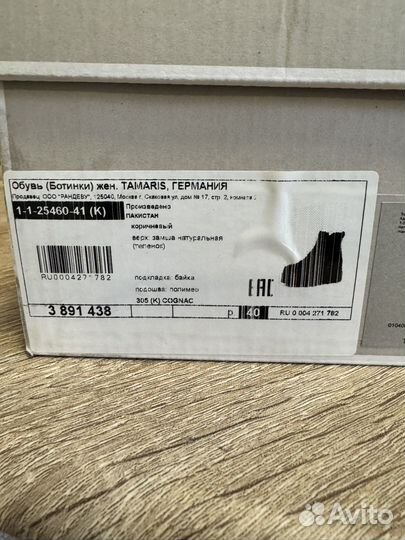 Обувь (Ботинки) жен. TAMARIS, ГЕРМАНИЯ
Продавец: ООО "РАНДЕВУ", 125040, Москва г, Скаковая ул, дом № 17, стр. 2, комната 2
1-1-25460-41 (K)
Произведено
ПАКИСТАН
коричневый
верх: замша натуральная
(теленок)
RU0004271782
подкладка: байка
подошва: полимер
EAC
305 (K) COGNAC
3 891 438
р. 40
RU 0 004 271 782
01040
Avito